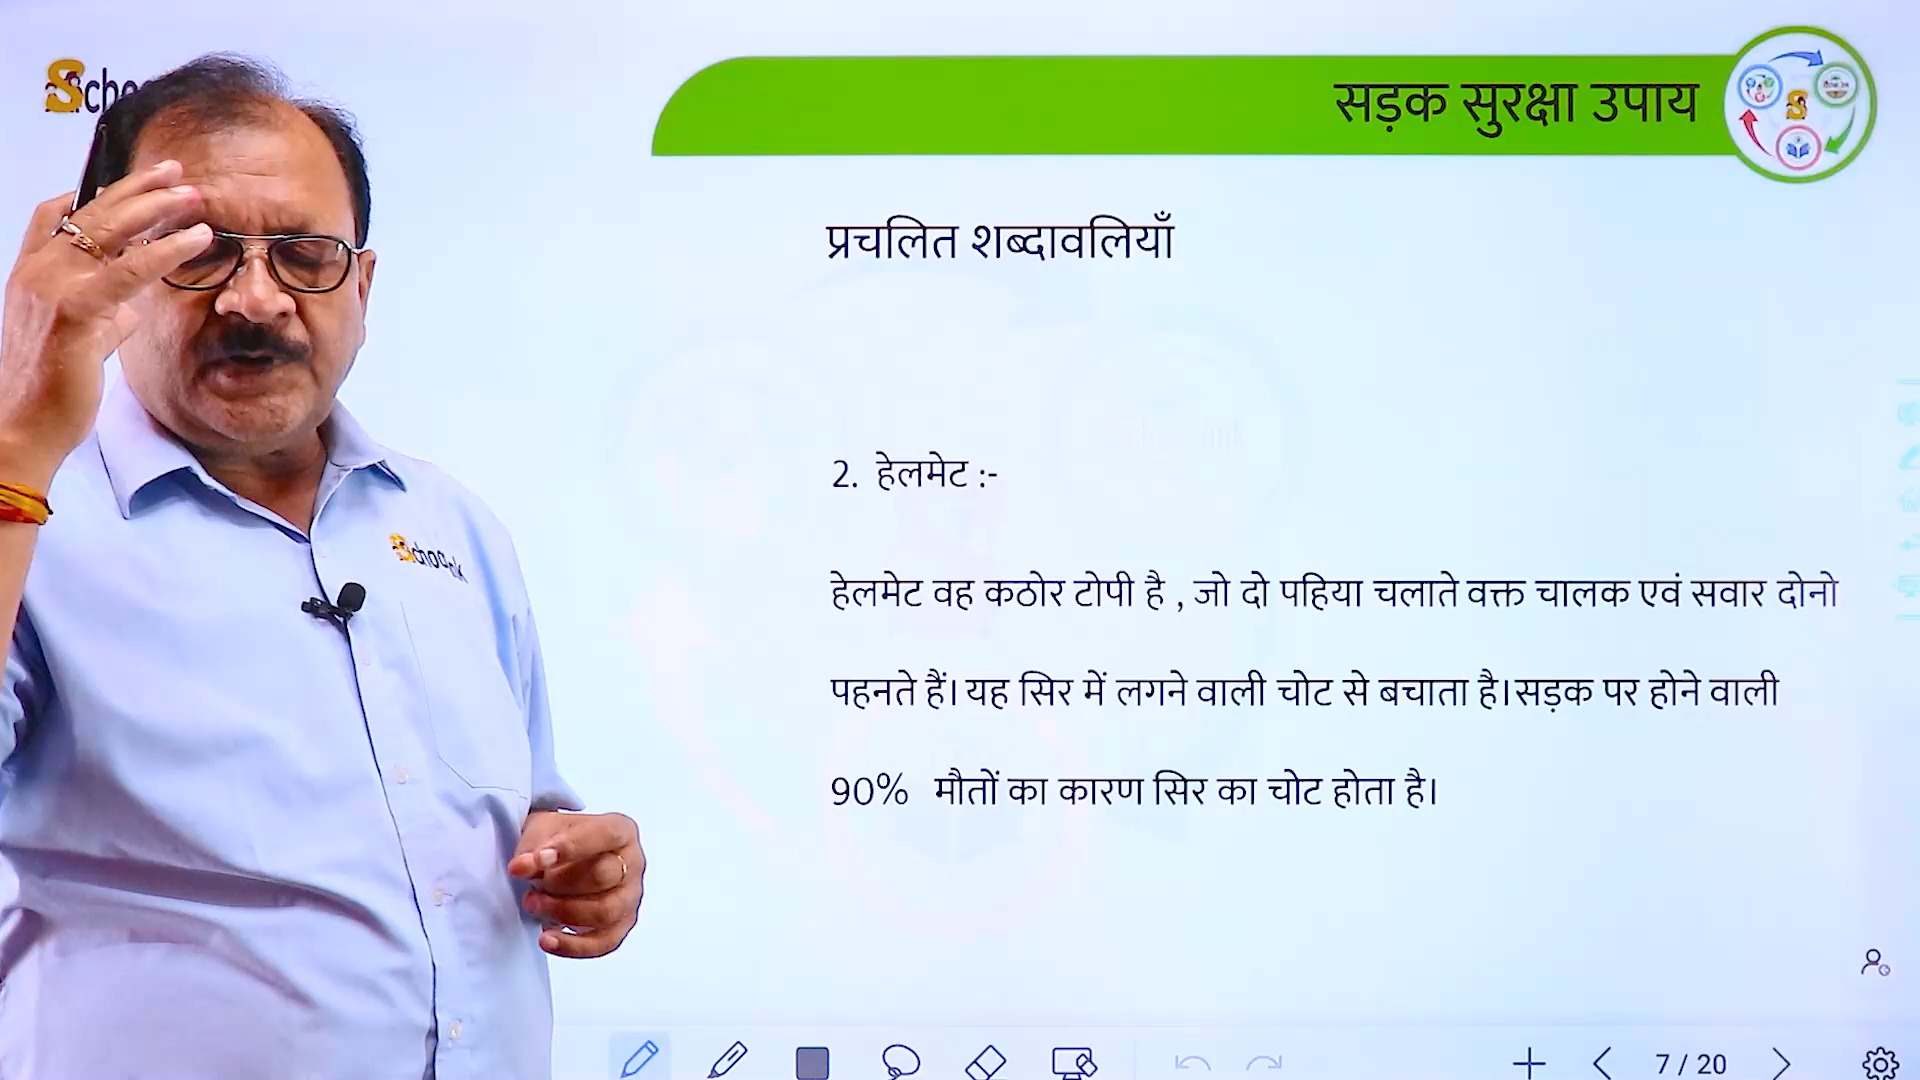 सड़क सुरक्षा उपाय
प्रचलित शब्दावलियाँ
2. हेलमेट :-
हेलमेट वह कठोर टोपी है , जो दो पहिया चलाते वक्त चालक एवं सवार दोनो
पहनते हैं। यह सिर में लगने वाली चोट से बचाता है।सड़क पर होने वाली
90% मौतों का कारण सिर का चोट होता है।
7 / 20